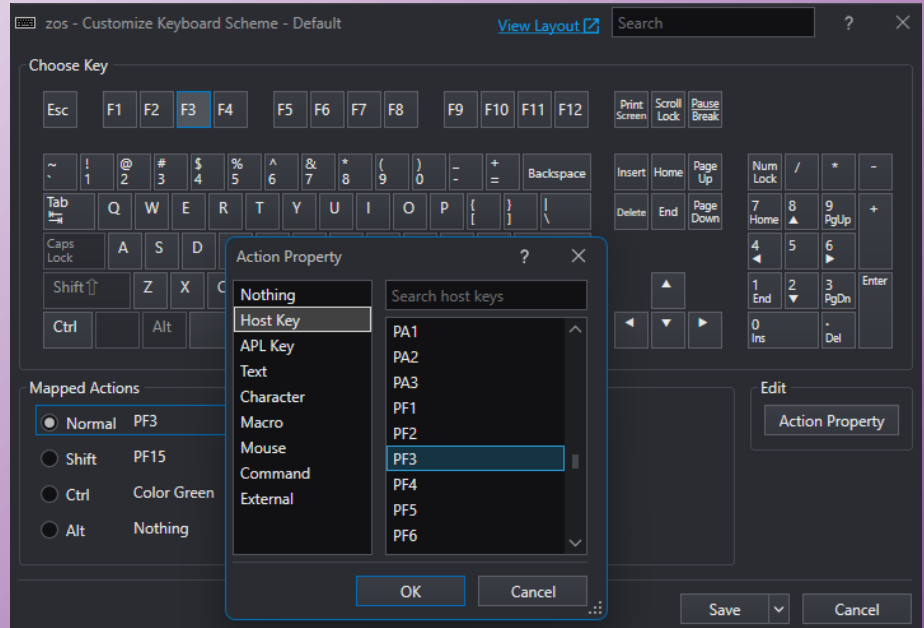 zos - Customize Keyboard Scheme - Default View Layout Search ?
Choose Key
Esc F1 F2 F3 F4 F5 F6 F7 F8 F9 F10 F11 F12 Print Screen Scroll Lock Pause Break
~ ` ! 1 @ 2 # 3 $ 4 % 5 ^ 6 & 7 * 8 ( 9 ) 0 _ - + = Backspace Insert Home Page Up Num Lock / * -
Tab Q W E R T Y U I O P { [ } ] | \ Delete End Page Down 7 Home 8 9 PgUp +
Caps Lock A S D 4 5 6
Shift Z X C 1 End 2 3 PgDn Enter
Ctrl Alt 0 Ins . Del
Action Property ?
Nothing
Host Key
APL Key
Text
Character
Macro
Mouse
Command
External
Search host keys
PA1
PA2
PA3
PF1
PF2
PF3
PF4
PF5
PF6
OK Cancel
Mapped Actions
Normal PF3
Shift PF15
Ctrl Color Green
Alt Nothing
Edit
Action Property
Save Cancel